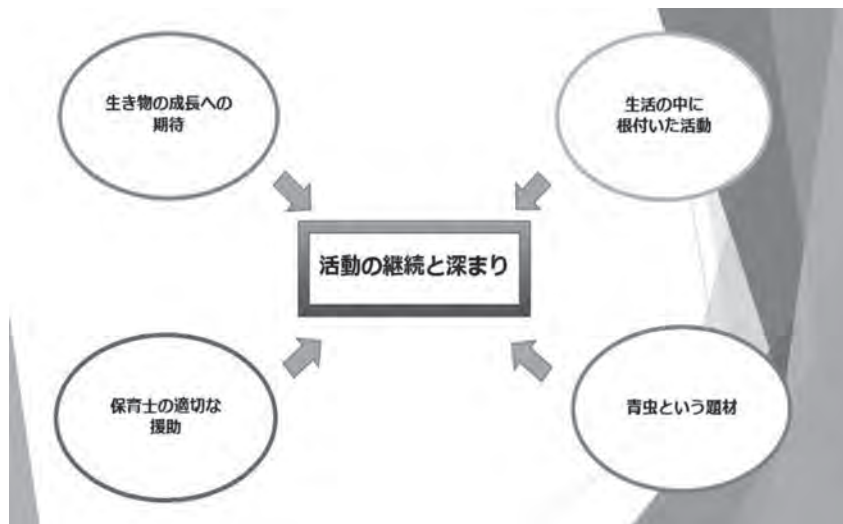 生き物の成長への
期待
生活の中に
根付いた活動
活動の継続と深まり
保育士の適切な
援助
青虫という題材